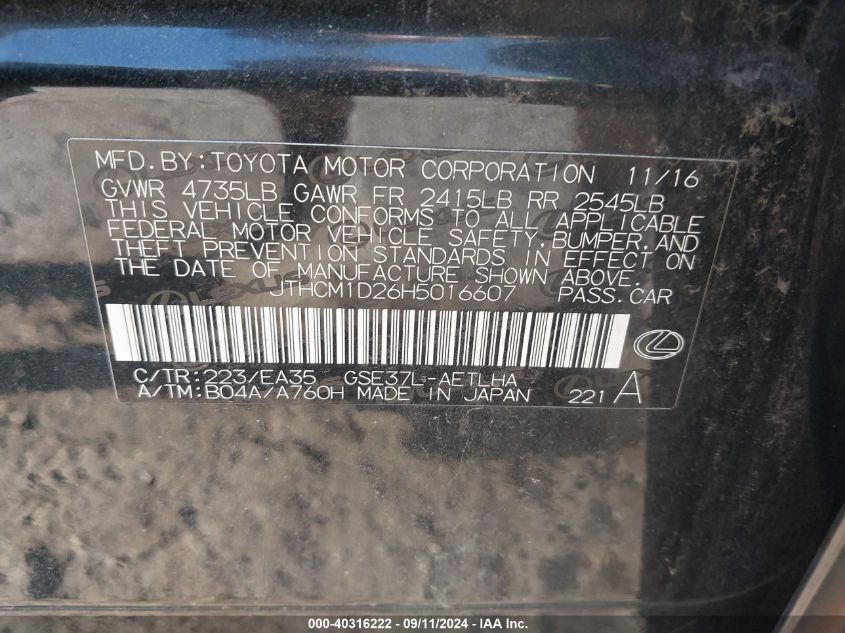 MFD.BY:TOYOTA MOTOR CORPORATION 11/16
GVWR 4735LB GAWR FR 2415LB RR 2545LB
THIS VEHICLE CONFORMS TO ALL APPLICABLE
FEDERAL MOTOR VEHICLE SAFETY,BUMPER,AND
THEFT PREVENTION STANDARDS IN EFFECT ON
THE DATE OF MANUFACTURE SHOWN ABOVE.
JTHCM1D26H5016607 PASS.CAR
C/TR:223/EA35 GSE37L-AETLHA
A/TM:B04A/A760H MADE IN JAPAN 221 A
000-40316222 - 09/11/2024 - IAAI Inc.